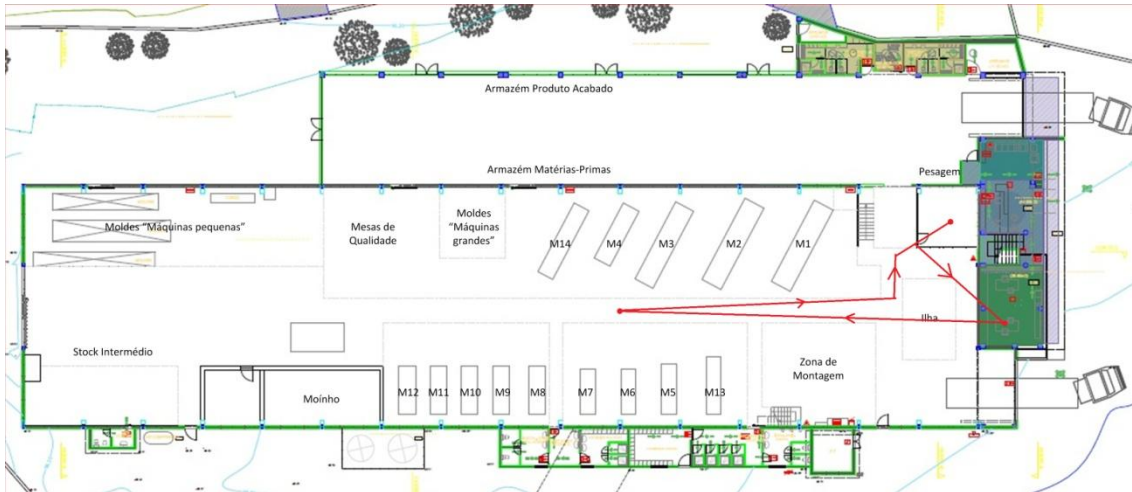 Armazém Produto Acabado
Armazém Matérias-Primas
Pesagem
Moldes "Máquinas pequenas"
Mesas de
Qualidade
Moldes
"Máquinas
grandes"
M14
M4
M3
M2
M1
Ilha
Stock Intermédio
Moínho
Zona de
Montagem
M12
M11
M10
M9
M8
M7
M6
M5
M13